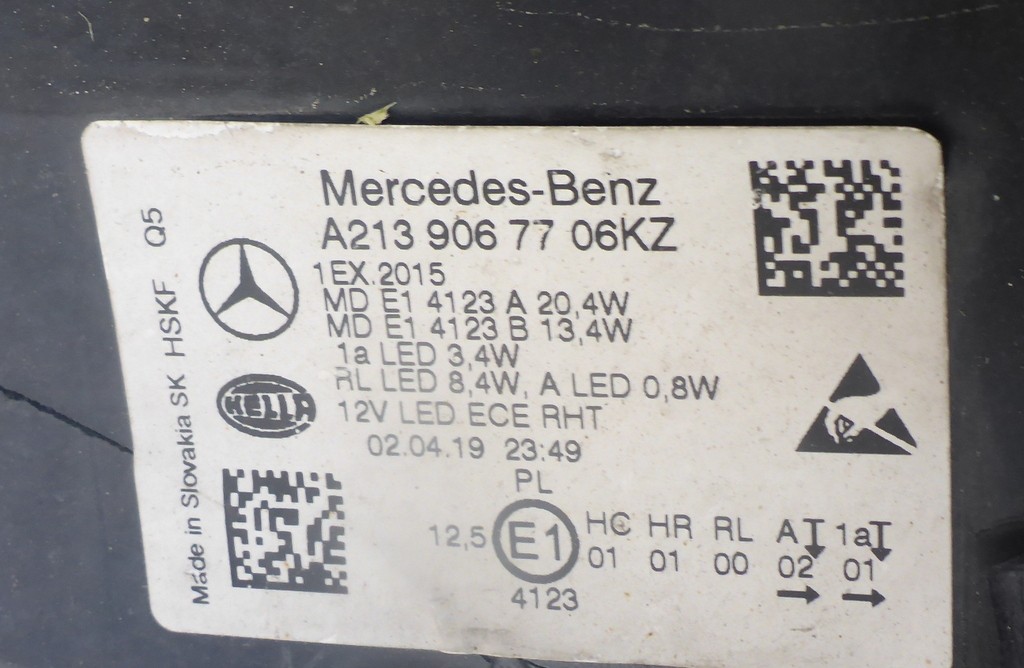 Mercedes-Benz
A213 906 77 06KZ
1EX.2015
MD E1 4123 A 20,4W
MD E1 4123 B 13,4W
1a LED 3,4W
RL LED 8,4W, A LED 0,8W
12V LED ECE RHT
02.04.19 23:49
PL
12,5 E1 HC HR RL A 1a
01 01 00 02 01
4123
HELLA
Made in Slovakia SK HSKF. Q5